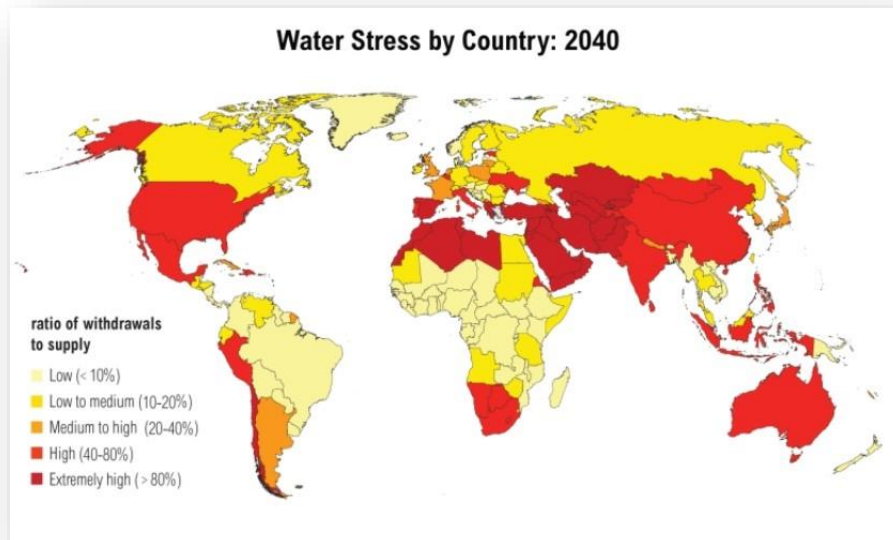 Water Stress by Country: 2040
ratio of withdrawals
to supply
Low (< 10%)
Low to medium (10-20%)
Medium to high (20-40%)
High (40-80%)
Extremely high (> 80%)